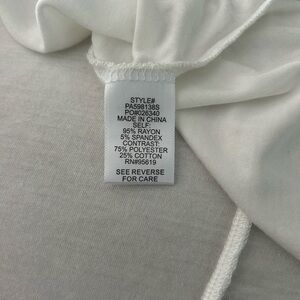 STYLE#
PA598138S
PO#026340
MADE IN CHINA
SELF:
95% RAYON
5% SPANDEX
CONTRAST:
75% POLYESTER
25% COTTON
RN#95619
SEE REVERSE
FOR CARE